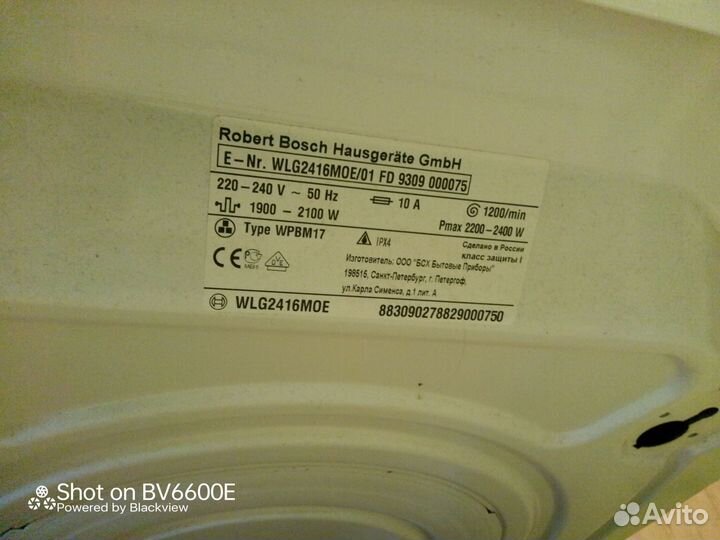 Robert Bosch Hausgeräte GmbH
E-Nr. WLG2416MOE/01 FD 9309 000075
220-240 V ~ 50 Hz 10 A 1200/min
1900 - 2100 W Pmax 2200-2400 W
Type WPBM17 IPX4 Сделано в России
класс защиты I
CE Изготовитель: ООО "БСХ Бытовые Приборы"
198515, Санкт-Петербург, г. Петергоф,
ул.Карла Сименса, д.1 лит. А
WLG2416MOE 883090278829000750
Shot on BV6600E
Powered by Blackview
Avito